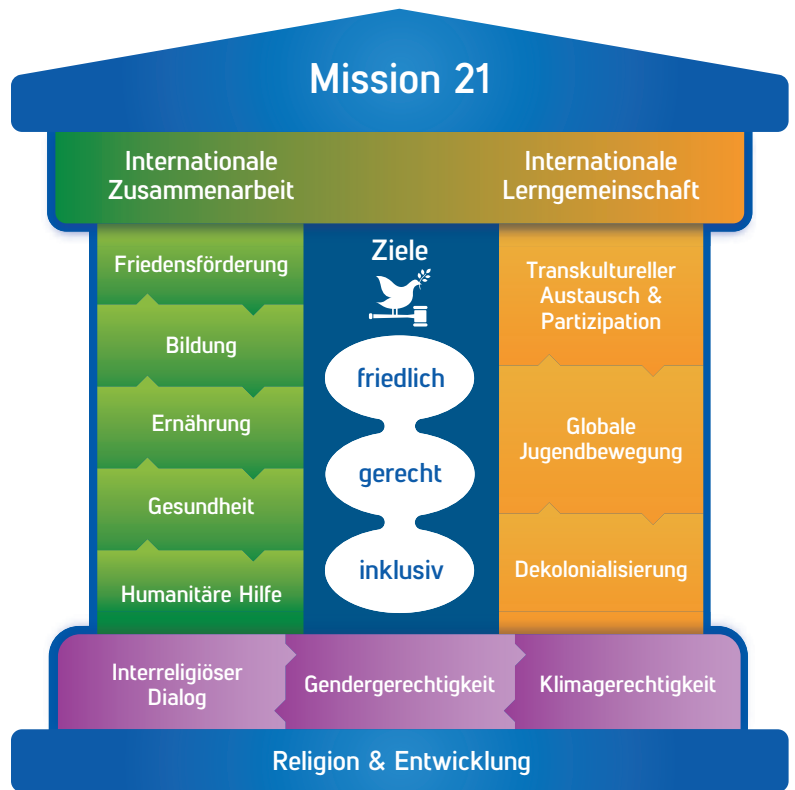 Mission 21
Internationale
Zusammenarbeit
Internationale
Lerngemeinschaft
Friedensförderung
Bildung
Ernährung
Gesundheit
Humanitäre Hilfe
Ziele
friedlich
gerecht
inklusiv
Transkultureller
Austausch &
Partizipation
Globale
Jugendbewegung
Dekolonialisierung
Interreligiöser
Dialog
Gendergerechtigkeit
Klimagerechtigkeit
Religion & Entwicklung